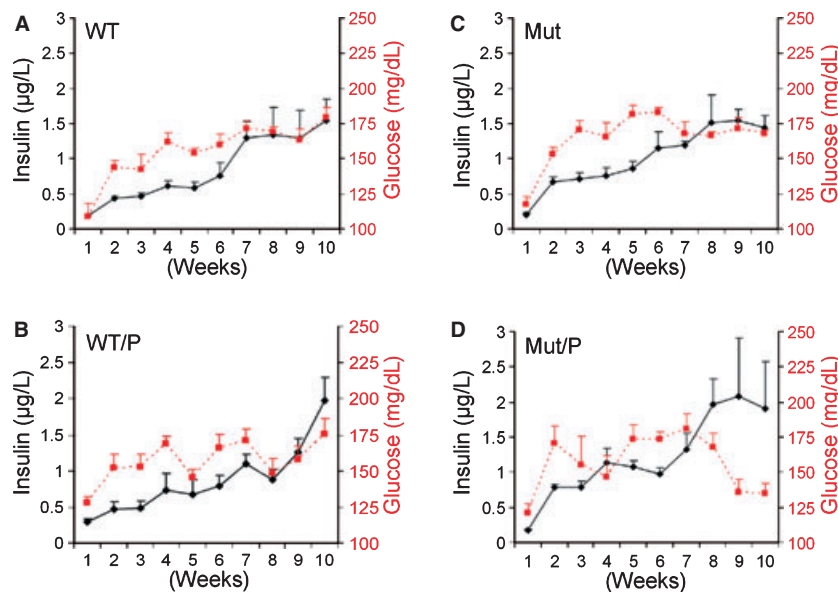 A
WT
Insulin (µg/L)
3
2.5
2
1.5
1
0.5
0
250
225
200
175
150
125
100
Glucose (mg/dL)
1 2 3 4 5 6 7 8 9 10
(Weeks)
C
Mut
Insulin (µg/L)
3
2.5
2
1.5
1
0.5
0
250
225
200
175
150
125
100
Glucose (mg/dL)
1 2 3 4 5 6 7 8 9 10
(Weeks)
B
WT/P
Insulin (µg/L)
3
2.5
2
1.5
1
0.5
0
250
225
200
175
150
125
100
Glucose (mg/dL)
1 2 3 4 5 6 7 8 9 10
(Weeks)
D
Mut/P
Insulin (µg/L)
3
2.5
2
1.5
1
0.5
0
250
225
200
175
150
125
100
Glucose (mg/dL)
1 2 3 4 5 6 7 8 9 10
(Weeks)